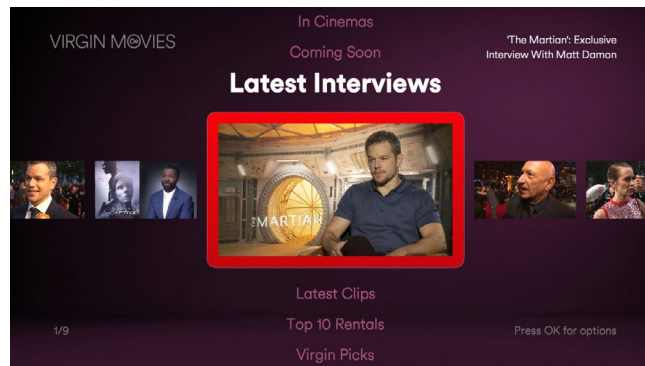 In Cinemas
VIRGIN MOVIES
Coming Soon
'The Martian': Exclusive
Interview With Matt Damon
Latest Interviews
CAPTIVE
THE MARTIAN
Latest Clips
1/9
Top 10 Rentals
Press OK for options
Virgin Picks